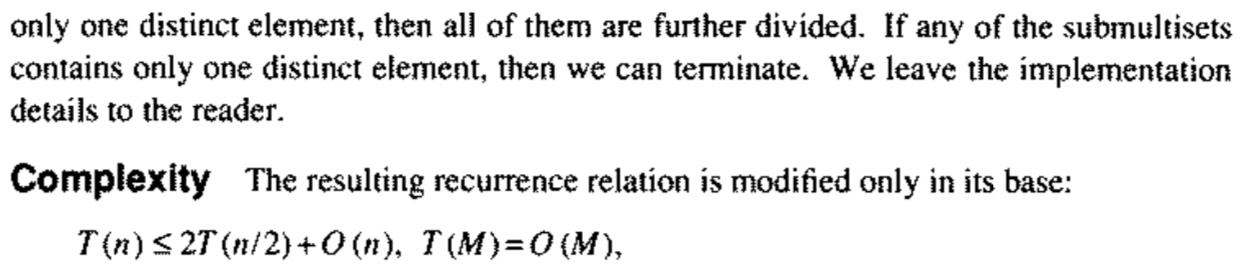 only one distinct element, then all of them are further divided. If any of the submultisets
contains only one distinct element, then we can terminate. We leave the implementation
details to the reader.
Complexity The resulting recurrence relation is modified only in its base:
T(n) ≤ 2T(n/2)+O(n), T(M)=O(M),